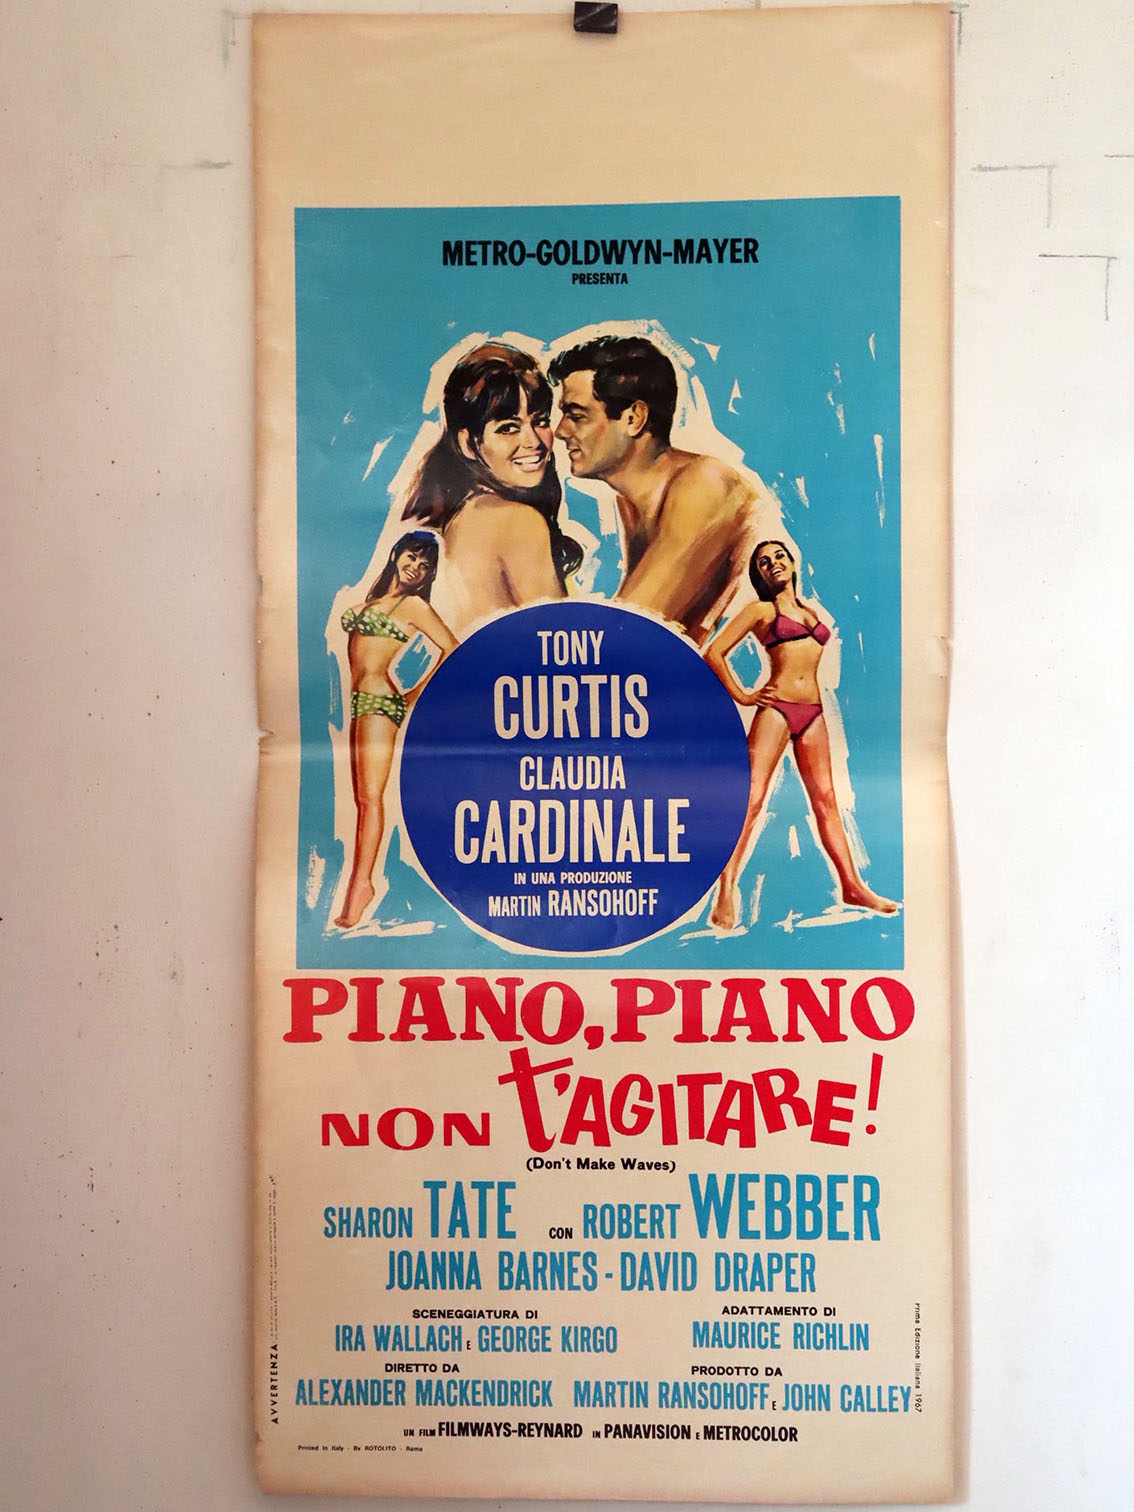 METRO-GOLDWYN-MAYER
PRESENTA
TONY
CURTIS
CLAUDIA
CARDINALE
IN UNA PRODUZIONE
MARTIN RANSOHOFF
PIANO, PIANO
NON t'AGITARE!
(Don't Make Waves)
SHARON TATE CON ROBERT WEBBER
JOANNA BARNES - DAVID DRAPER
SCENEGGIATURA DI
IRA WALLACH E GEORGE KIRGO
ADATTAMENTO DI
MAURICE RICHLIN
DIRETTO DA
ALEXANDER MACKENDRICK
PRODOTTO DA
MARTIN RANSOHOFF E JOHN CALLEY
UN FILM FILMWAYS-REYNARD IN PANAVISION E METROCOLOR
Printed in Italy - By ROTOLITO - Roma
AVVERTENZA
Prima Edizione Italiana 1967